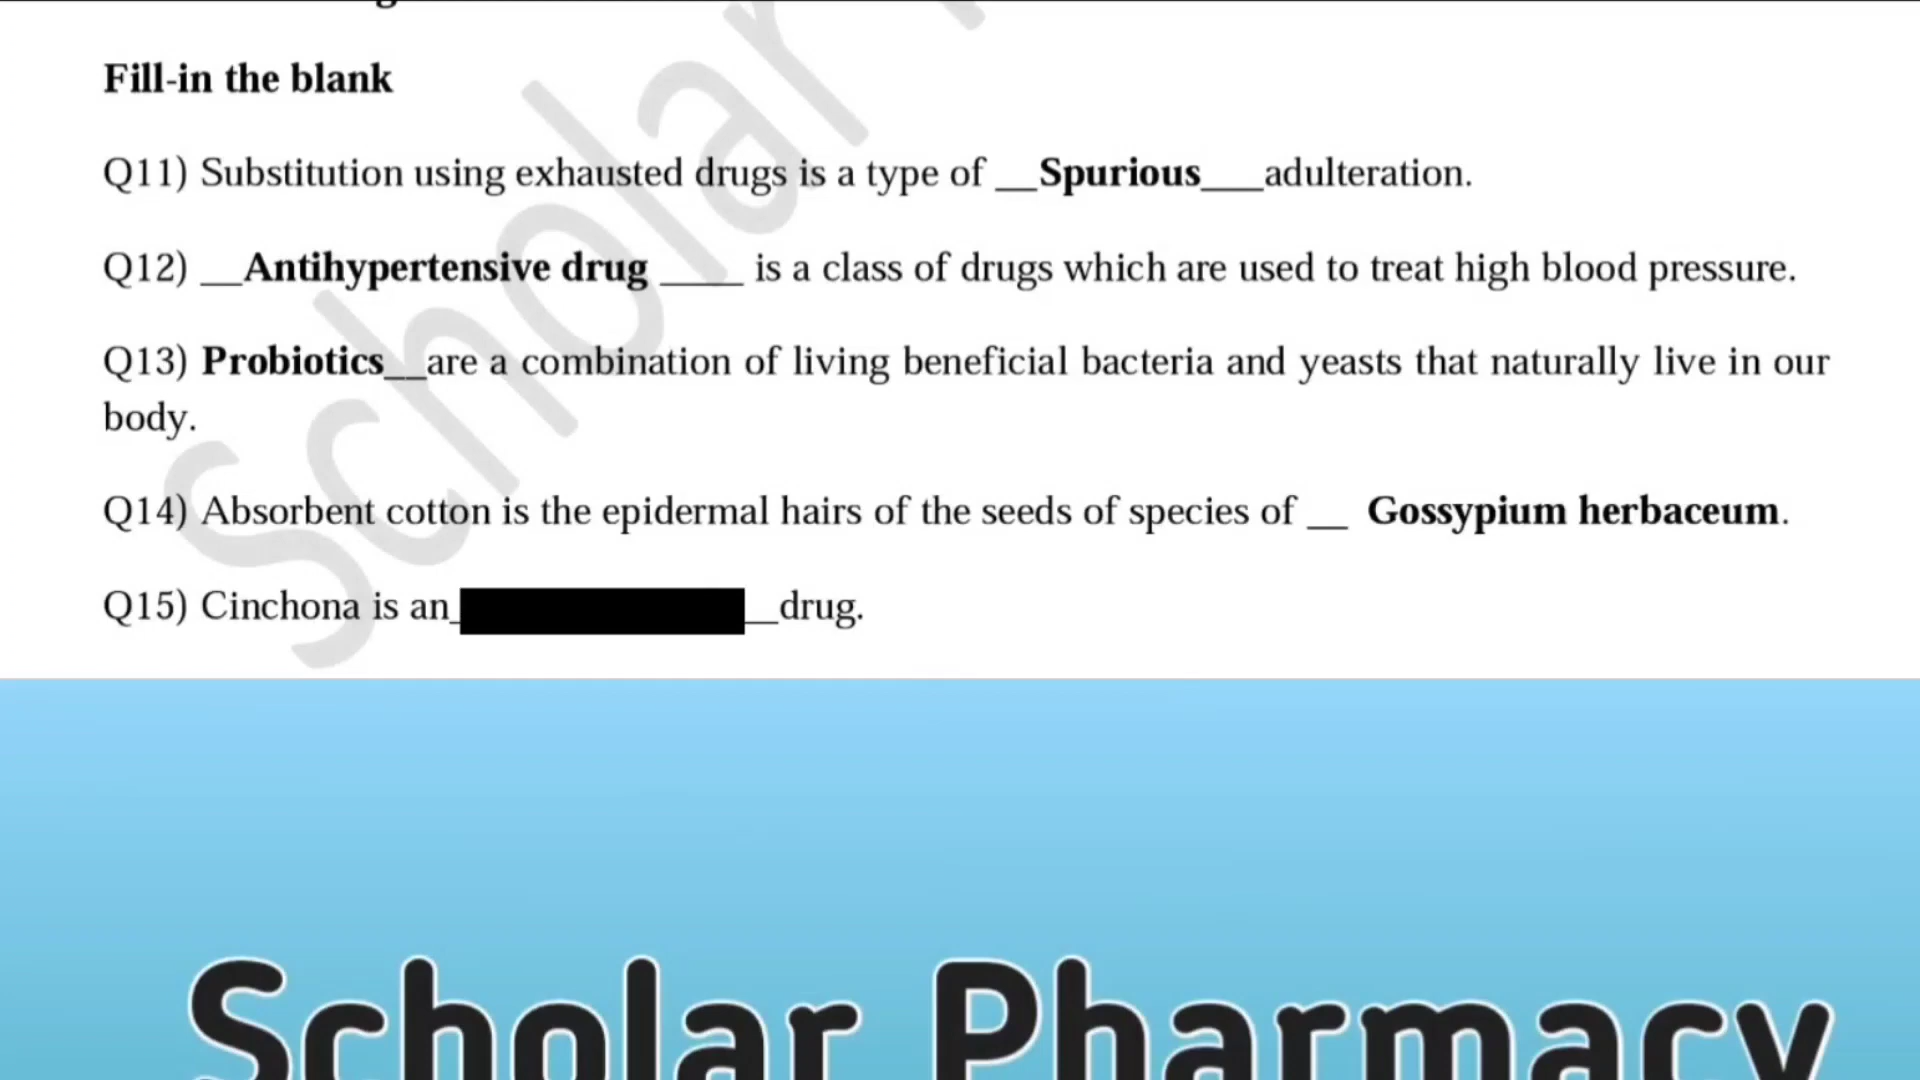 Fill-in the blank
Q11) Substitution using exhausted drugs is a type of __Spurious___adulteration.
Q12) __Antihypertensive drug ____ is a class of drugs which are used to treat high blood pressure.
Q13) Probiotics__are a combination of living beneficial bacteria and yeasts that naturally live in our
body.
Q14) Absorbent cotton is the epidermal hairs of the seeds of species of __ Gossypium herbaceum.
Q15) Cinchona is an_ __drug.
Scholar
Scholar Pharmacy